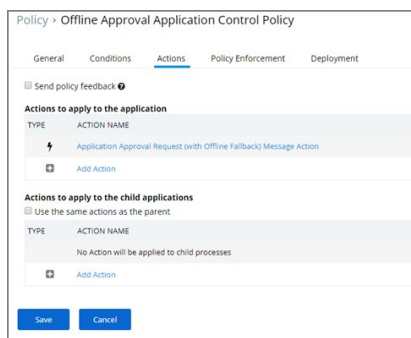 Policy › Offline Approval Application Control Policy
General Conditions Actions Policy Enforcement Deployment
Send policy feedback ?
Actions to apply to the application
TYPE ACTION NAME
Application Approval Request (with Offline Fallback) Message Action
Add Action
Actions to apply to the child applications
Use the same actions as the parent
TYPE ACTION NAME
No Action will be applied to child processes
Add Action
Save Cancel